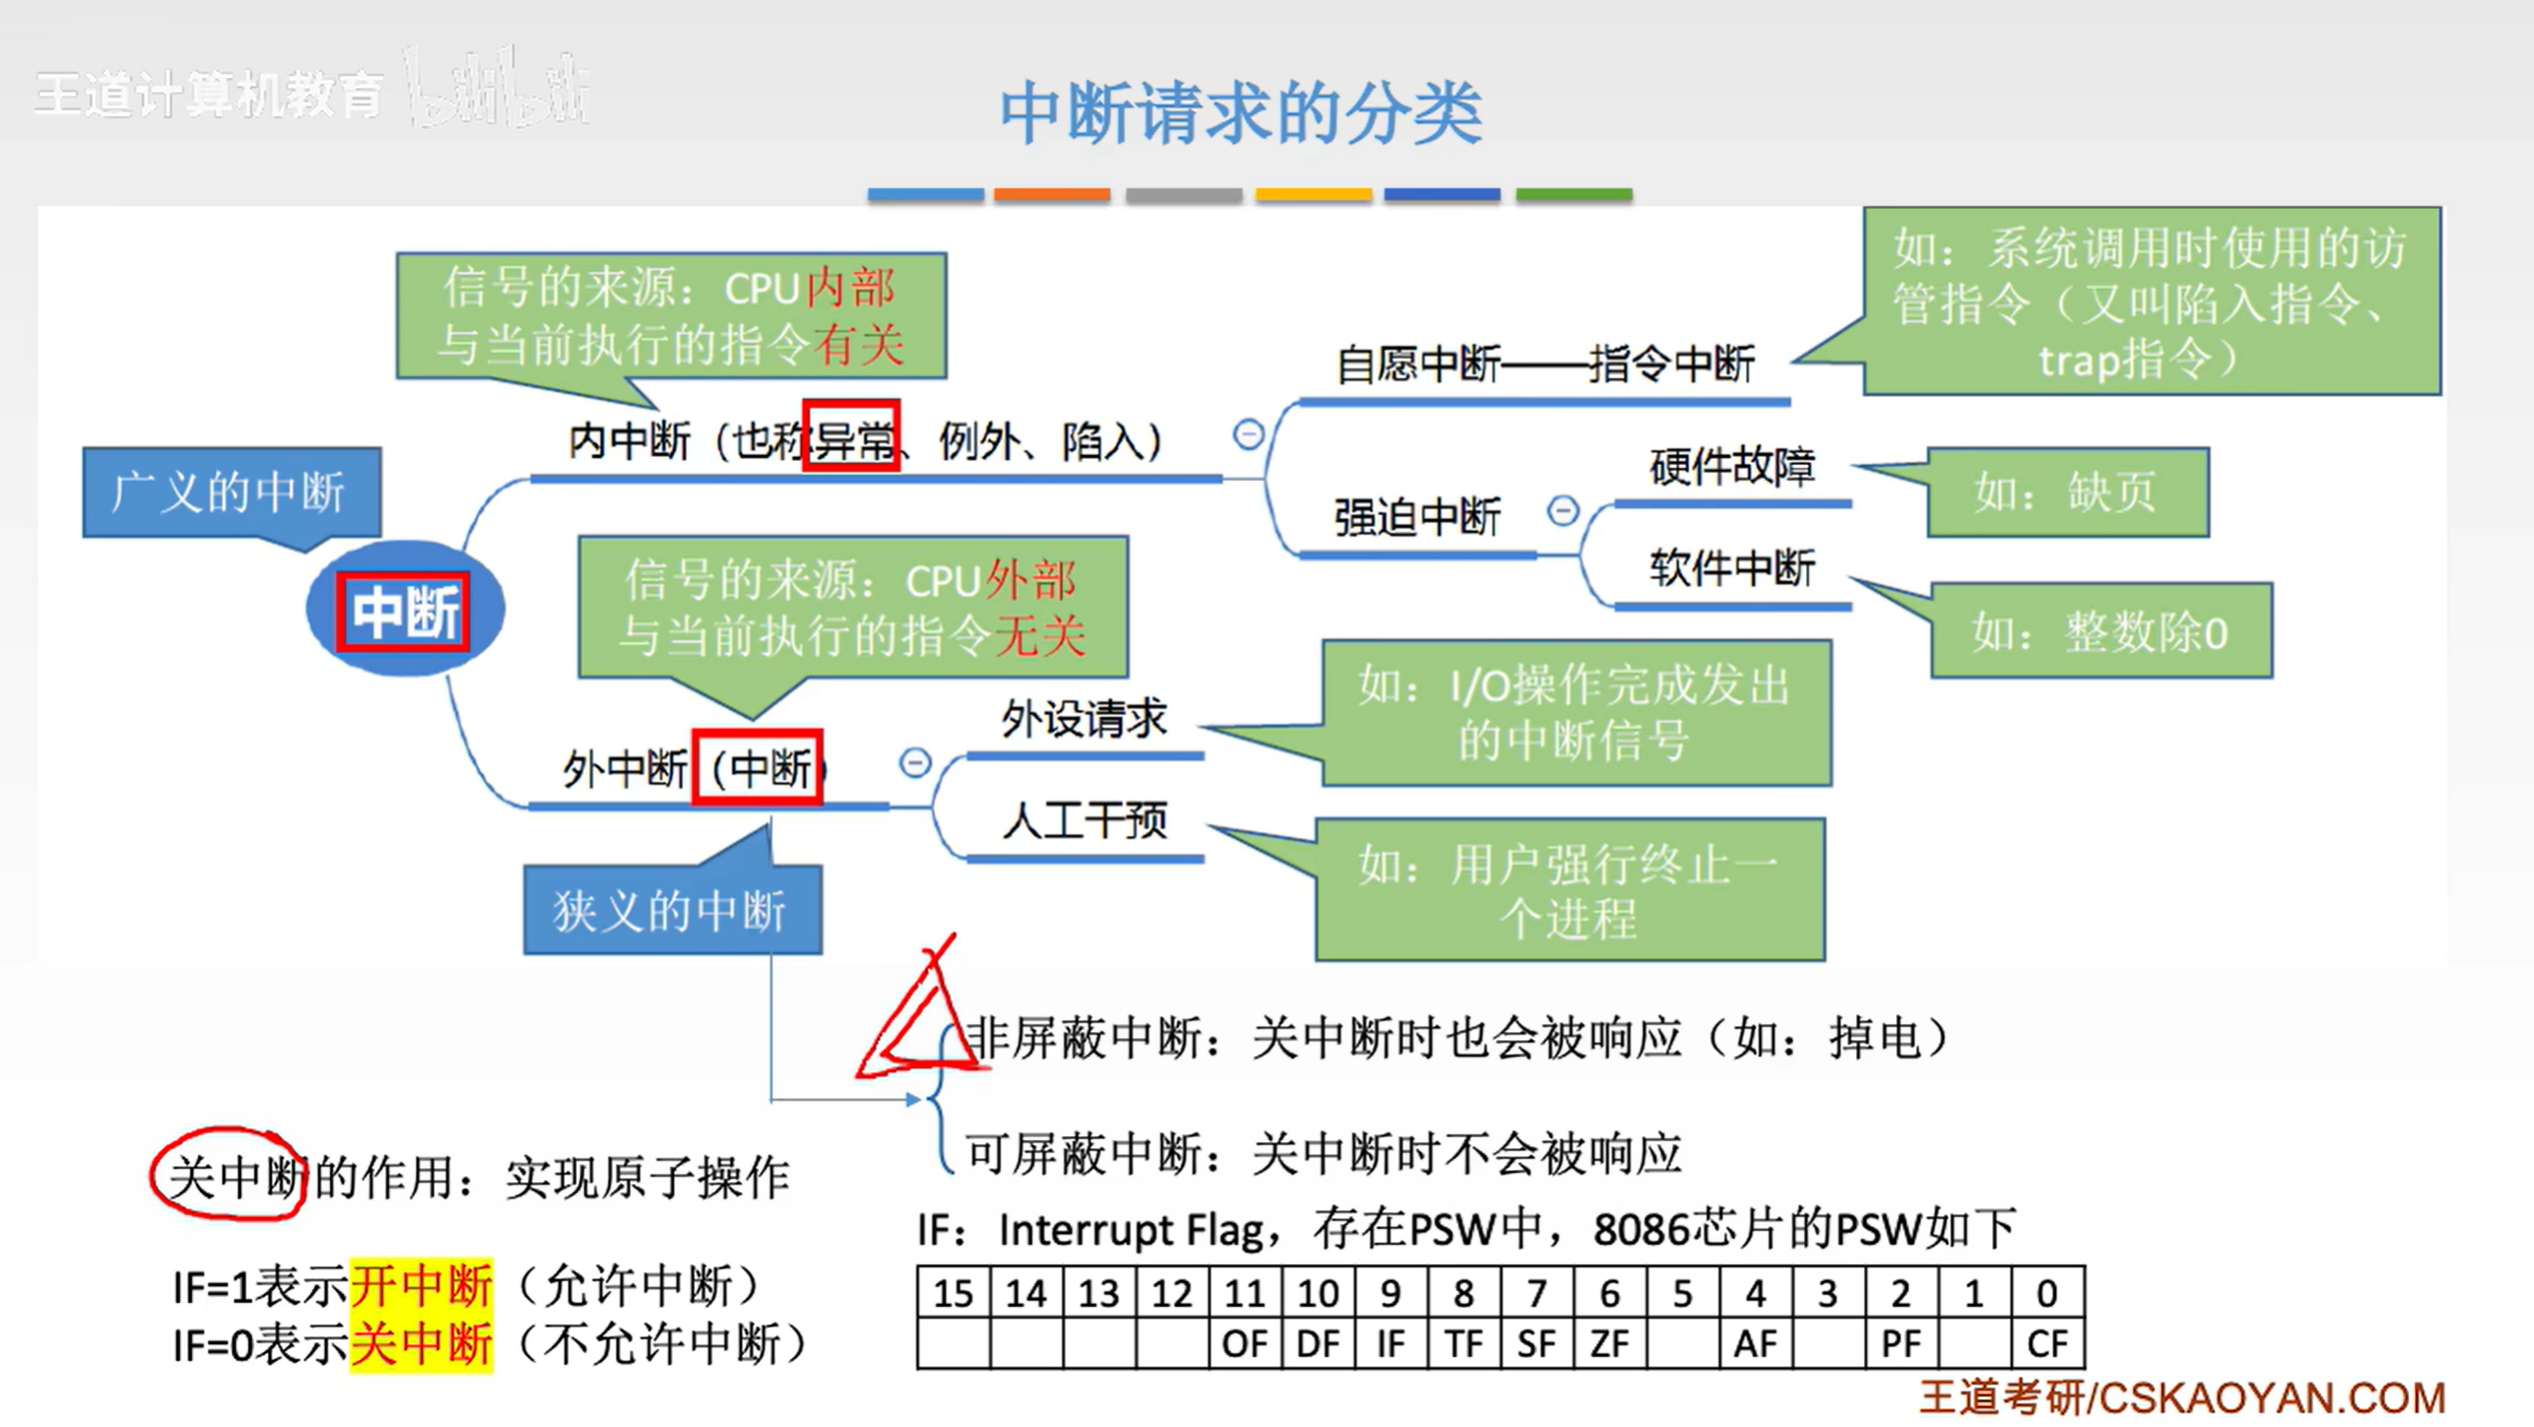 王道计算机教育 bilibili
中断请求的分类
信号的来源：CPU内部
与当前执行的指令有关
如：系统调用时使用的访
管指令（又叫陷入指令、
trap指令）
自愿中断——指令中断
内中断（也称异常、例外、陷入）
广义的中断
硬件故障
如：缺页
强迫中断
软件中断
如：整数除0
中断
信号的来源：CPU外部
与当前执行的指令无关
外设请求
如：I/O操作完成发出
的中断信号
外中断（中断）
人工干预
如：用户强行终止一
个进程
狭义的中断
非屏蔽中断：关中断时也会被响应（如：掉电）
可屏蔽中断：关中断时不会被响应
关中断的作用：实现原子操作
IF=1表示开中断（允许中断）
IF=0表示关中断（不允许中断）
IF：Interrupt Flag，存在PSW中，8086芯片的PSW如下
15 14 13 12 11 10 9 8 7 6 5 4 3 2 1 0
OF DF IF TF SF ZF AF PF CF
王道考研/CSKAOYAN.COM